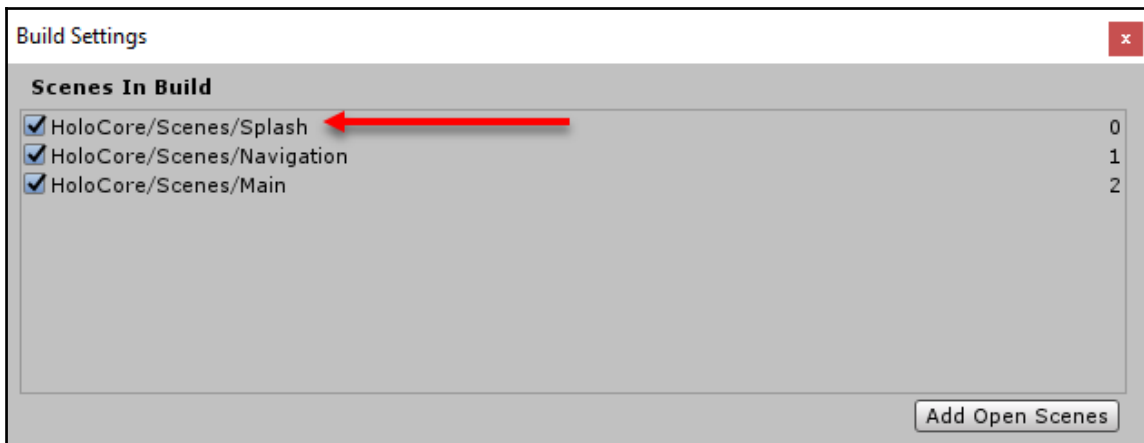 Build Settings
x
Scenes In Build
HoloCore/Scenes/Splash 0
HoloCore/Scenes/Navigation 1
HoloCore/Scenes/Main 2
Add Open Scenes